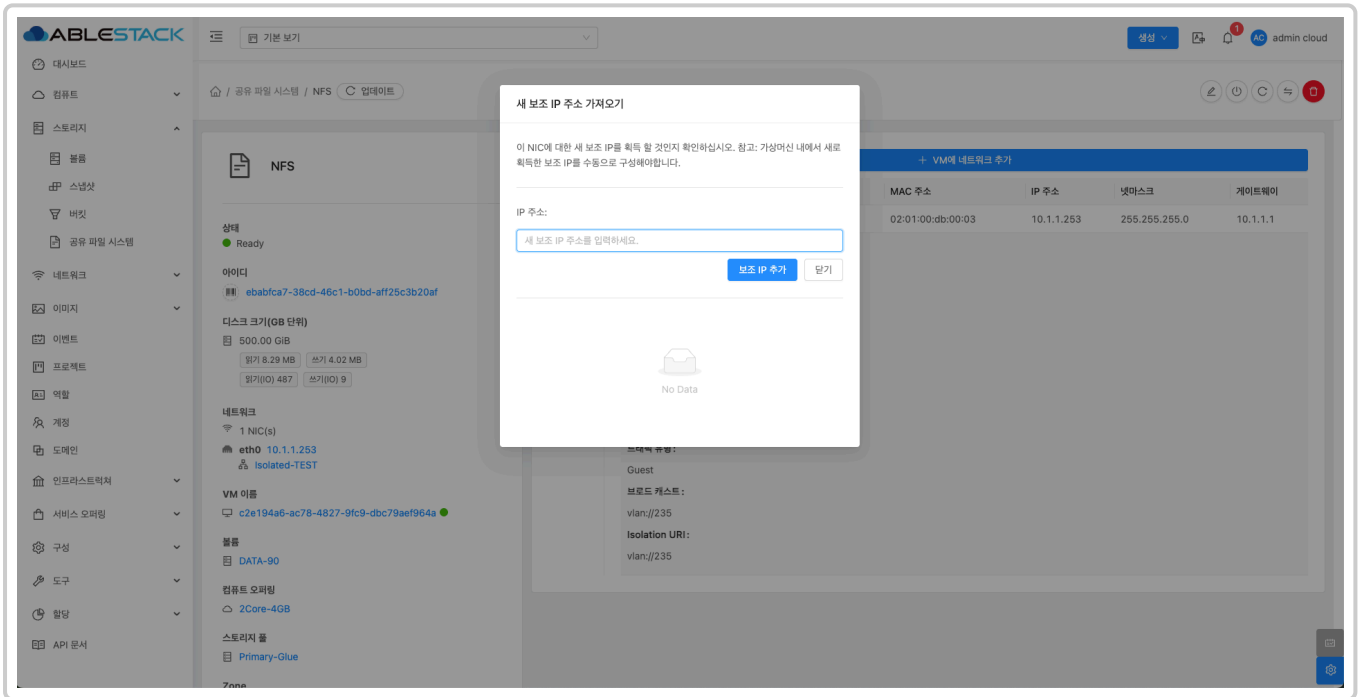 ABLESTACK
기본 보기
생성
1
AC
admin cloud
대시보드
컴퓨트
스토리지
볼륨
스냅샷
버킷
공유 파일 시스템
네트워크
이미지
이벤트
프로젝트
역할
계정
도메인
인프라스트럭쳐
서비스 오퍼링
구성
도구
할당
API 문서
/ 공유 파일 시스템 / NFS
업데이트
NFS
상태
Ready
아이디
ebabfca7-38cd-46c1-b0bd-aff25c3b20af
디스크 크기(GB 단위)
500.00 GiB
읽기 8.29 MB 쓰기 4.02 MB
읽기(IO) 487 쓰기(IO) 9
네트워크
1 NIC(s)
eth0 10.1.1.253
Isolated-TEST
VM 이름
c2e194a6-ac78-4827-9fc9-dbc79aef964a
볼륨
DATA-90
컴퓨트 오퍼링
2Core-4GB
스토리지 풀
Primary-Glue
Zone
새 보조 IP 주소 가져오기
이 NIC에 대한 새 보조 IP를 획득 할 것인지 확인하십시오. 참고: 가상머신 내에서 새로
획득한 보조 IP를 수동으로 구성해야합니다.
IP 주소:
새 보조 IP 주소를 입력하세요.
보조 IP 추가 닫기
No Data
+ VM에 네트워크 추가
MAC 주소 IP 주소 넷마스크 게이트웨이
02:01:00:db:00:03 10.1.1.253 255.255.255.0 10.1.1.1
트래픽 유형:
Guest
브로드 캐스트:
vlan://235
Isolation URI:
vlan://235